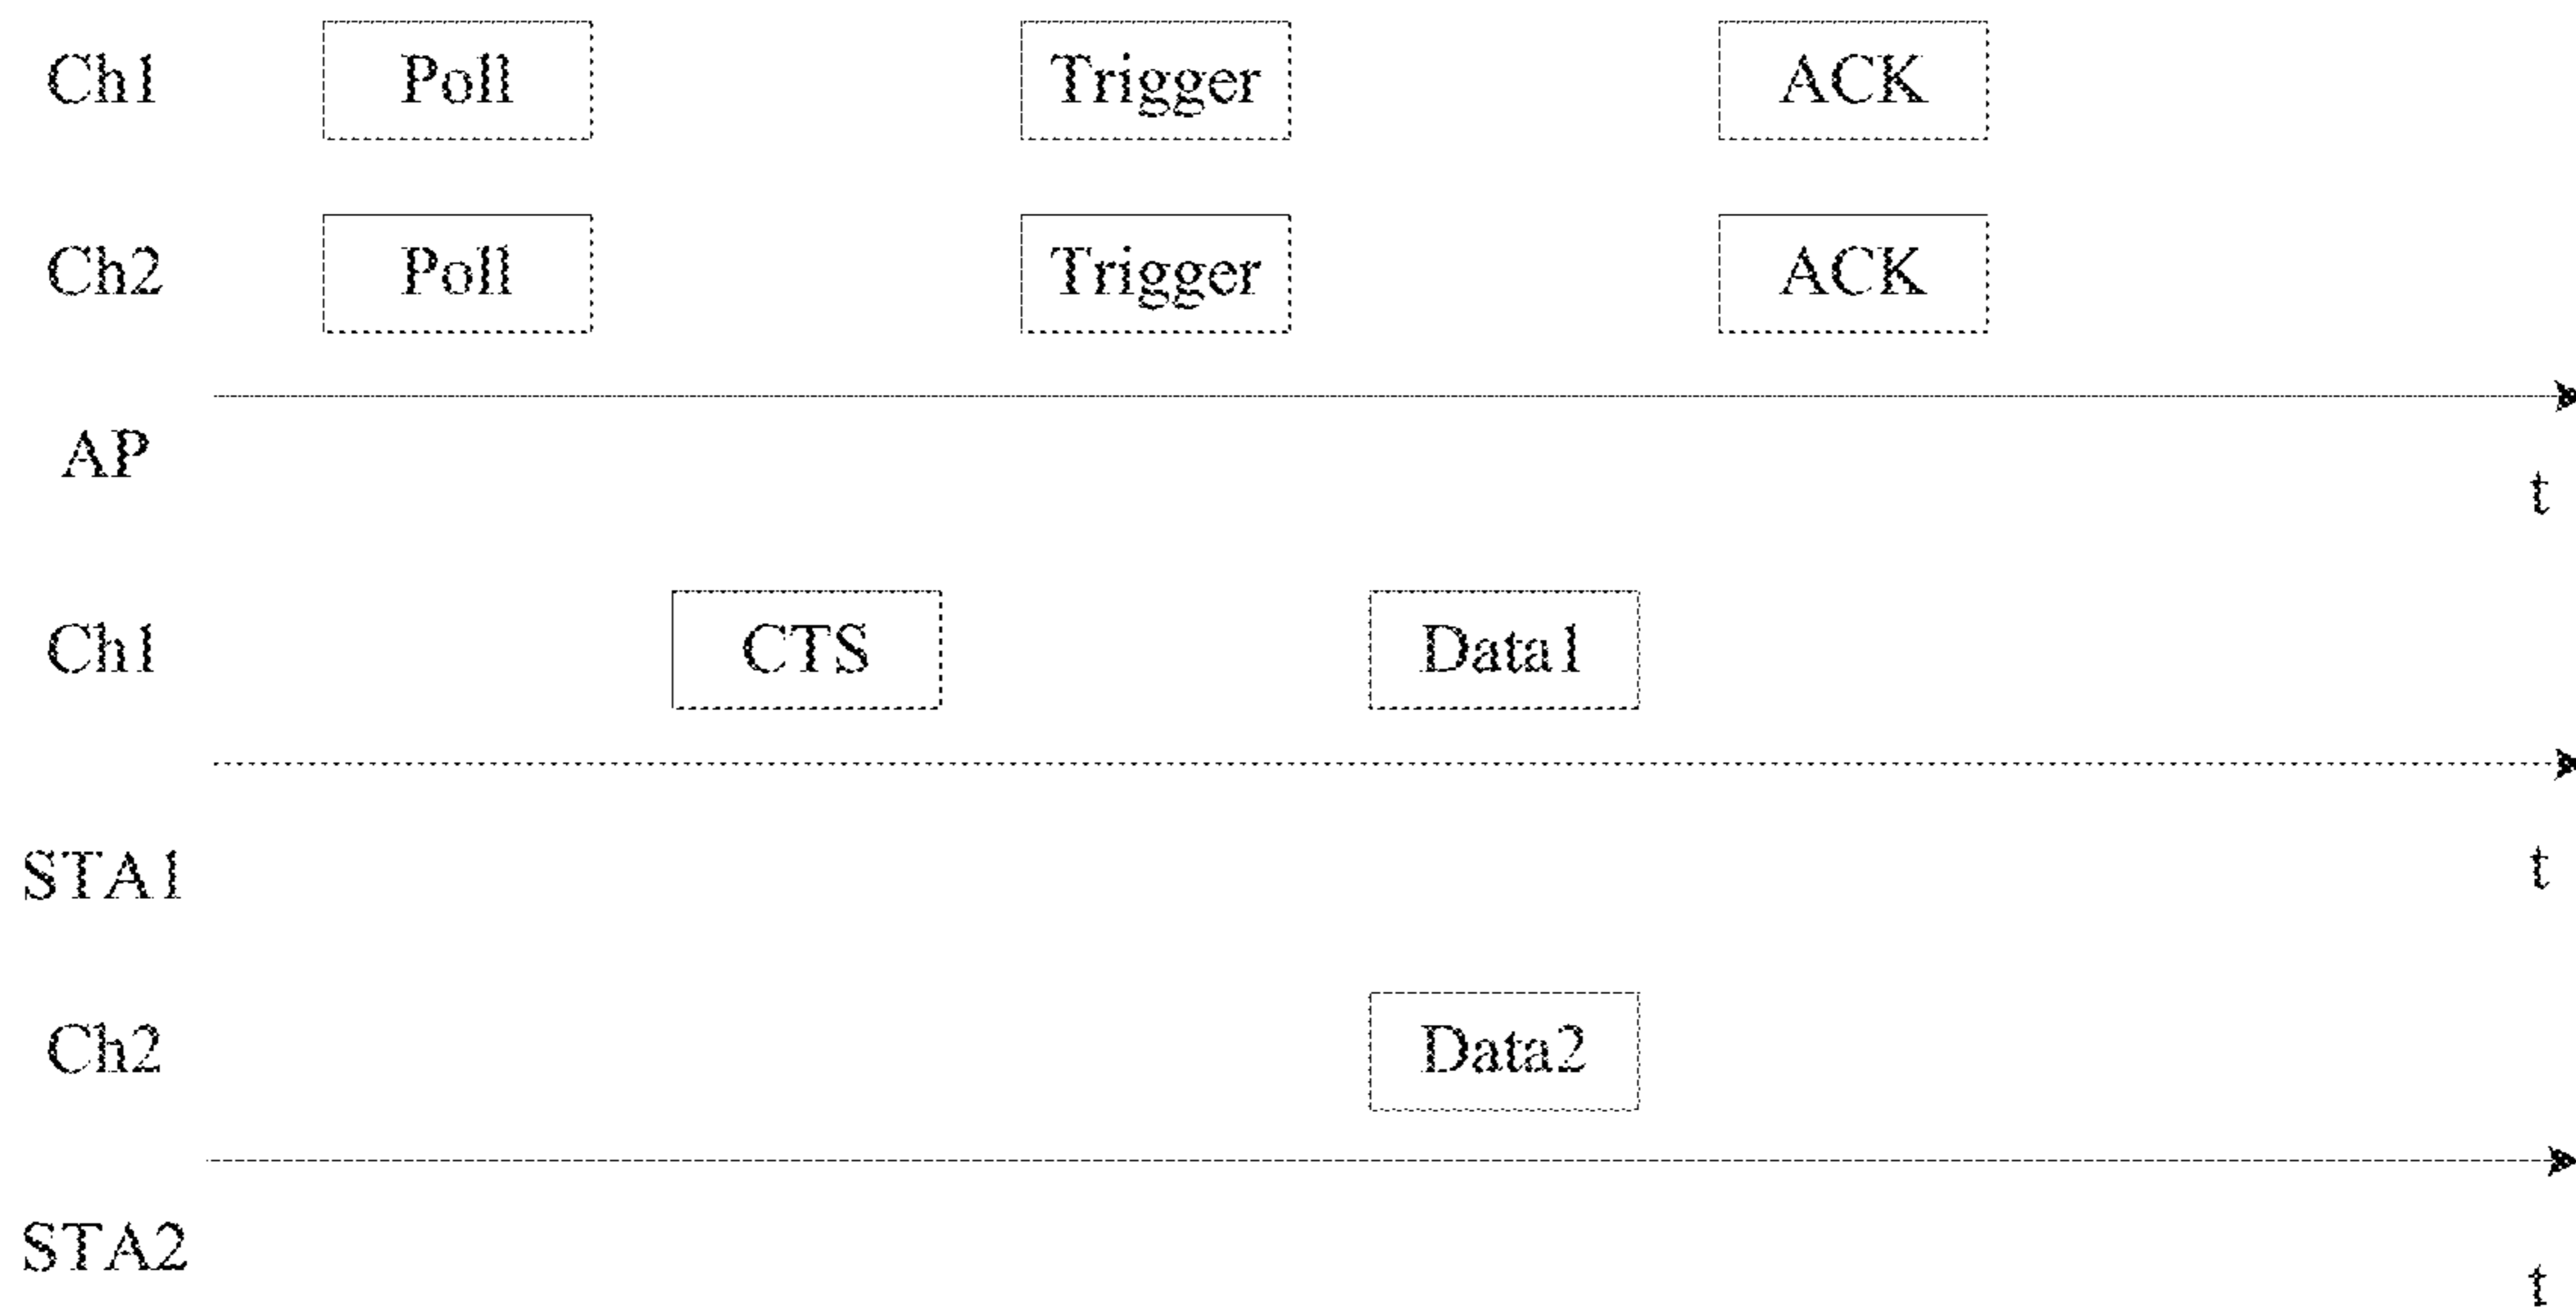 Ch1 Poll Trigger ACK
Ch2 Poll Trigger ACK
AP
t
Ch1 CTS Data1
STA1 t
Ch2 Data2
STA2
t